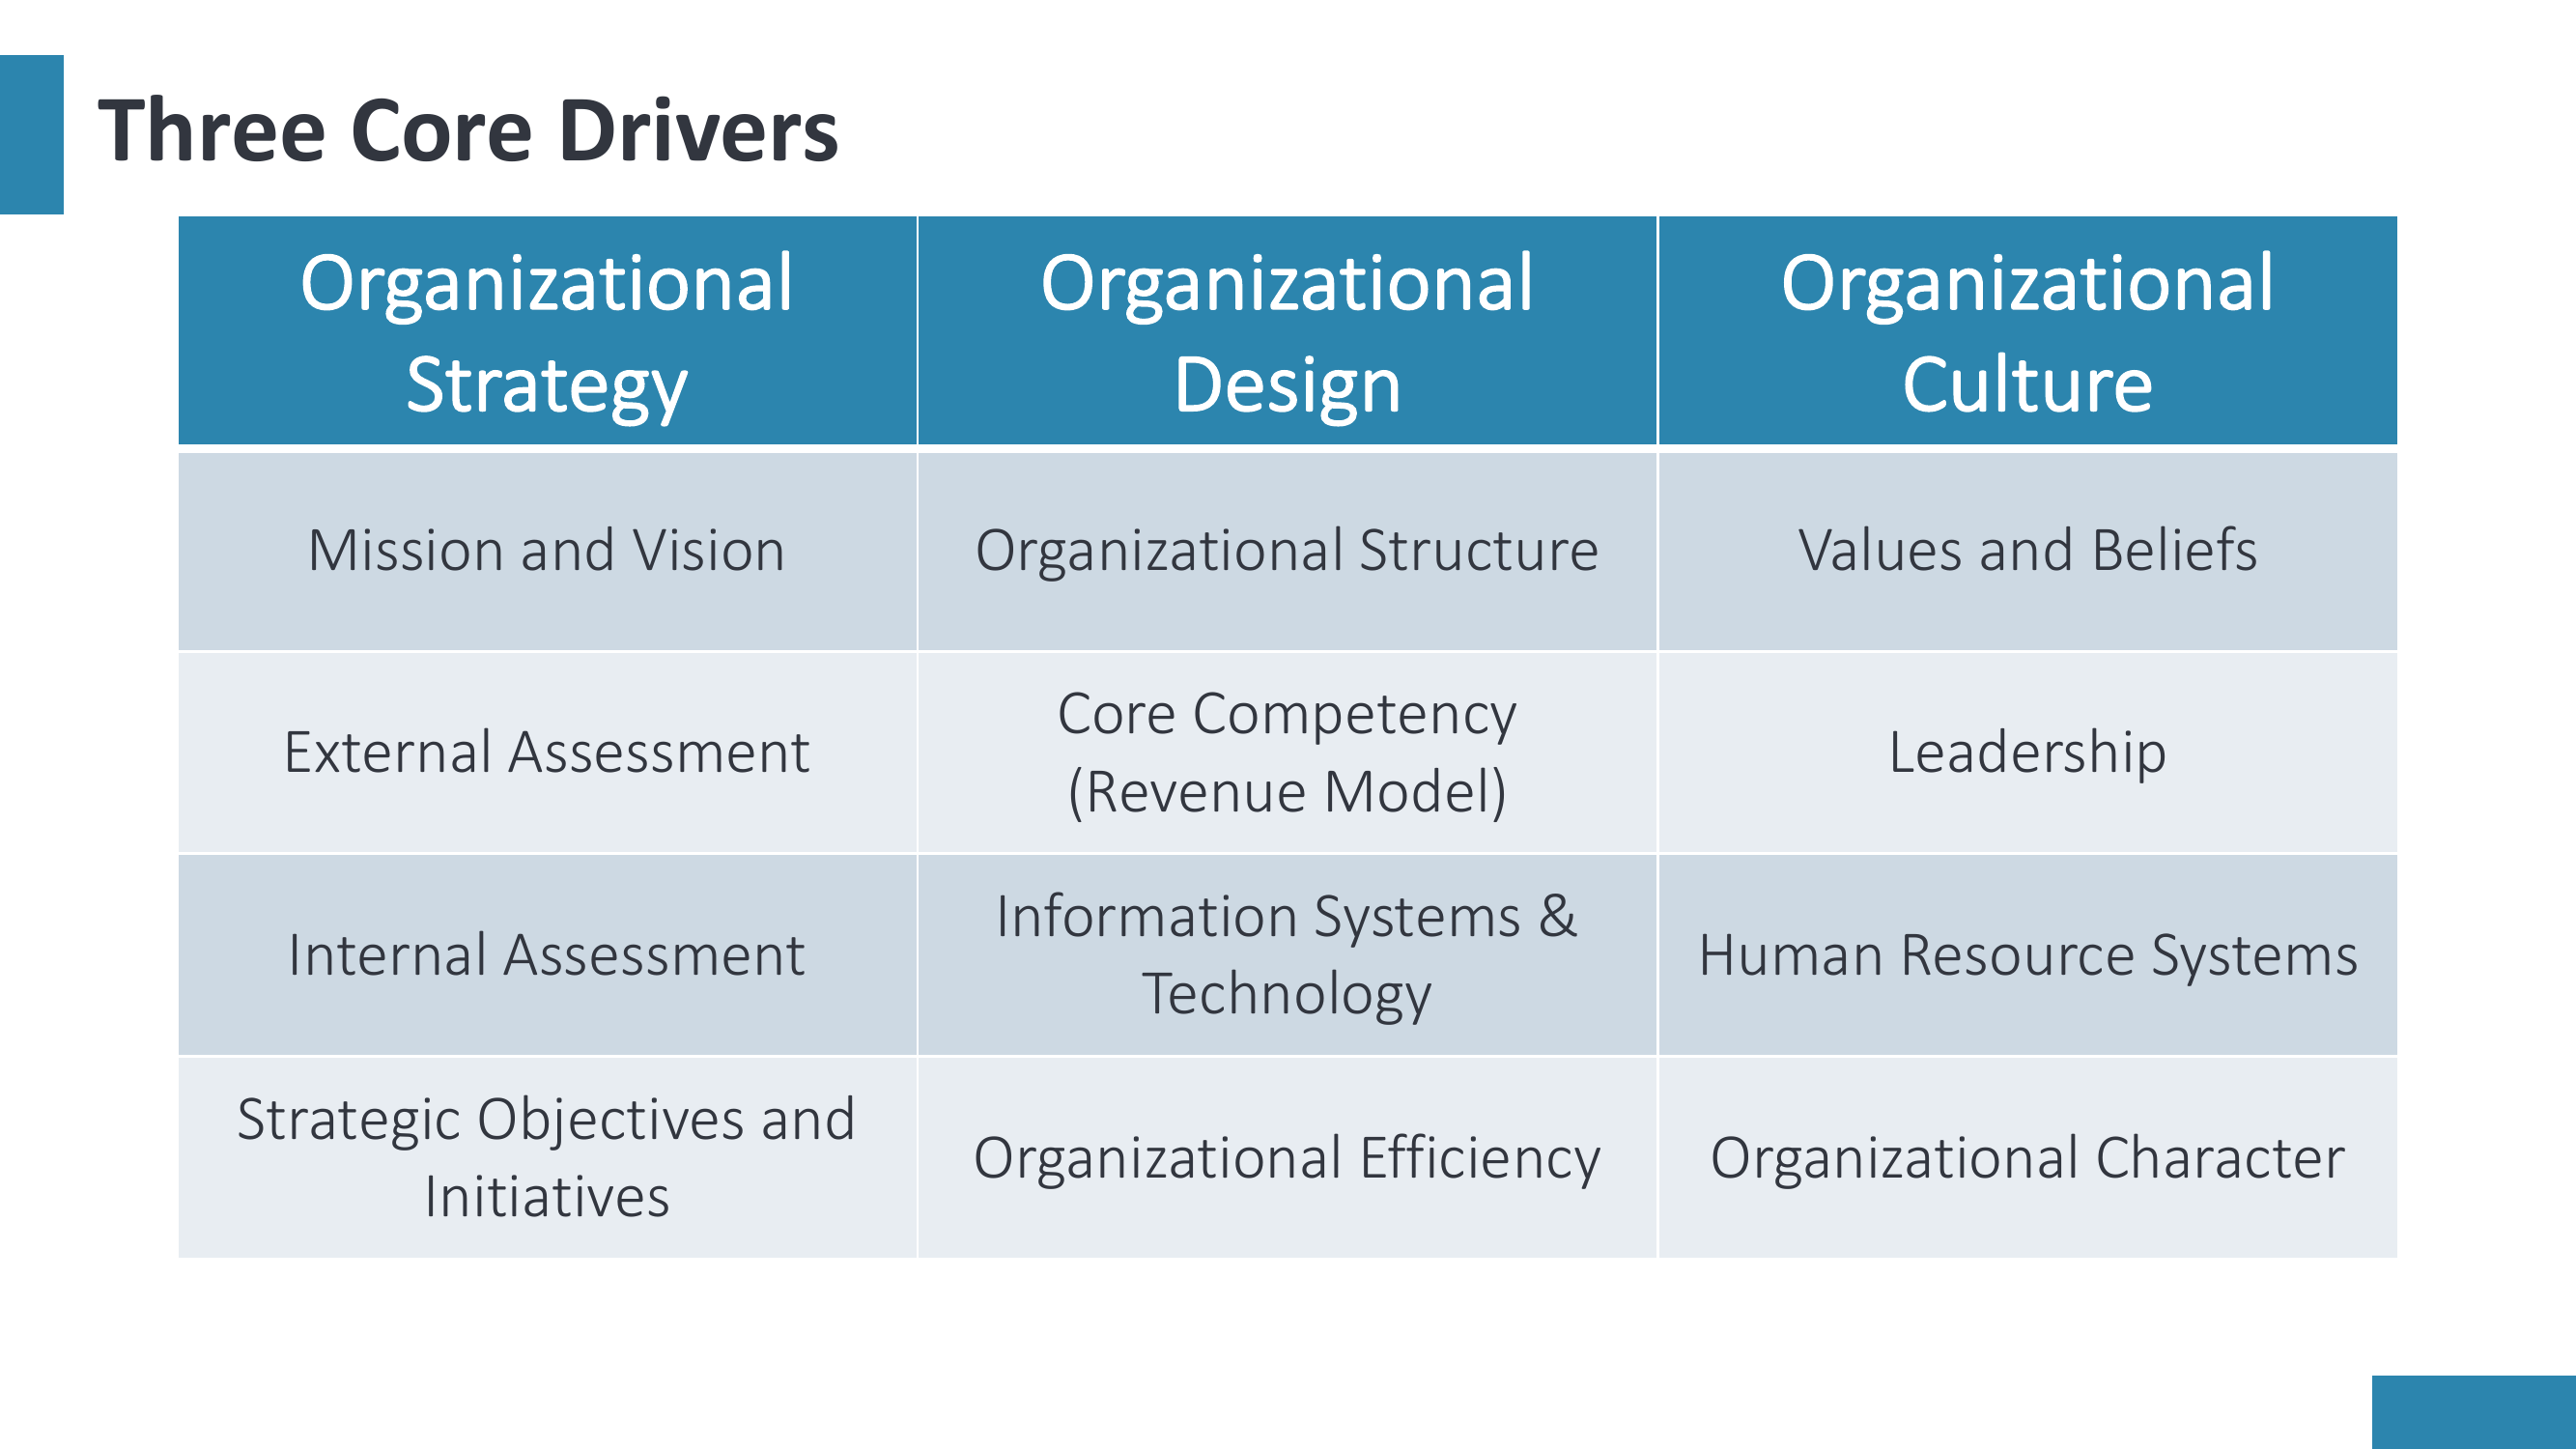 Three Core Drivers
Organizational
Strategy
Organizational
Design
Organizational
Culture
Mission and Vision
Organizational Structure
Values and Beliefs
External Assessment
Core Competency
(Revenue Model)
Leadership
Internal Assessment
Information Systems &
Technology
Human Resource Systems
Strategic Objectives and
Initiatives
Organizational Efficiency
Organizational Character